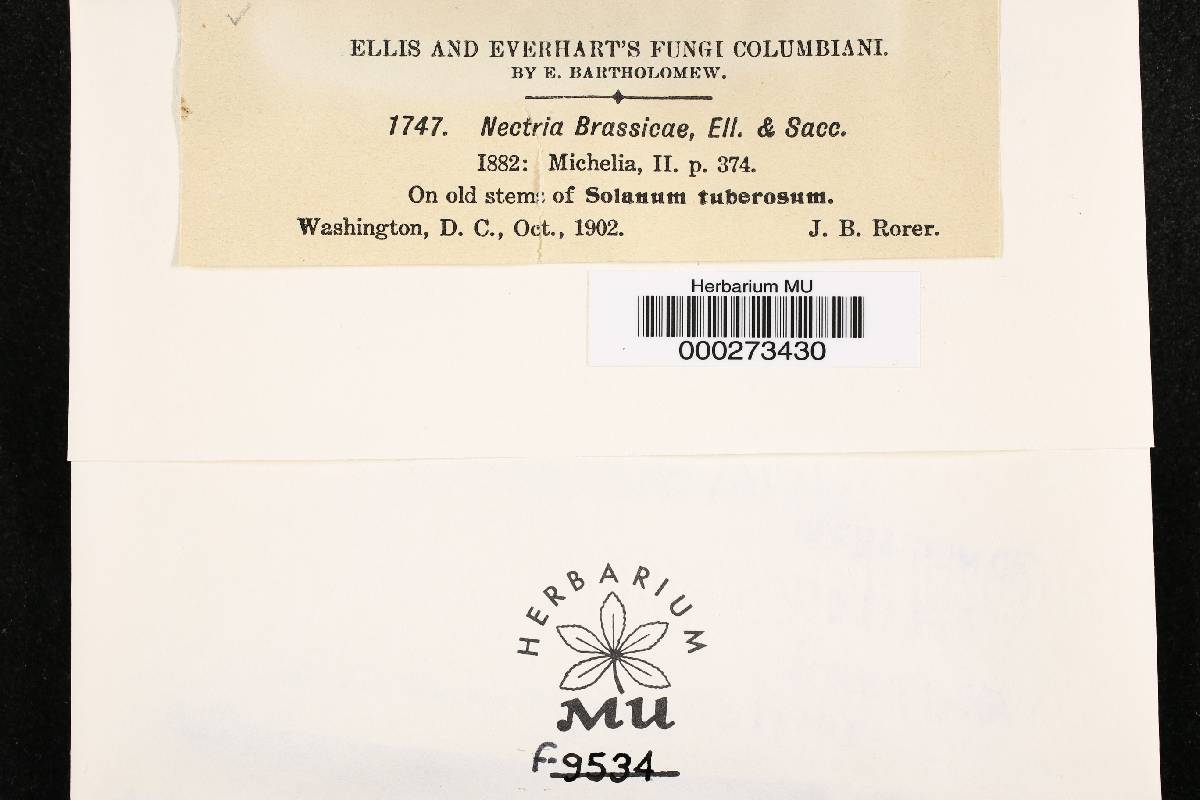 ELLIS AND EVERHART'S FUNGI COLUMBIANI.
BY E. BARTHOLOMEW.
1747. Nectria Brassicae, Ell. & Sacc.
1882: Michelia, II. p. 374.
On old stems of Solanum tuberosum.
Washington, D. C., Oct., 1902. J. B. Rorer.
Herbarium MU
000273430
HERBARIUM
MU
F-9534